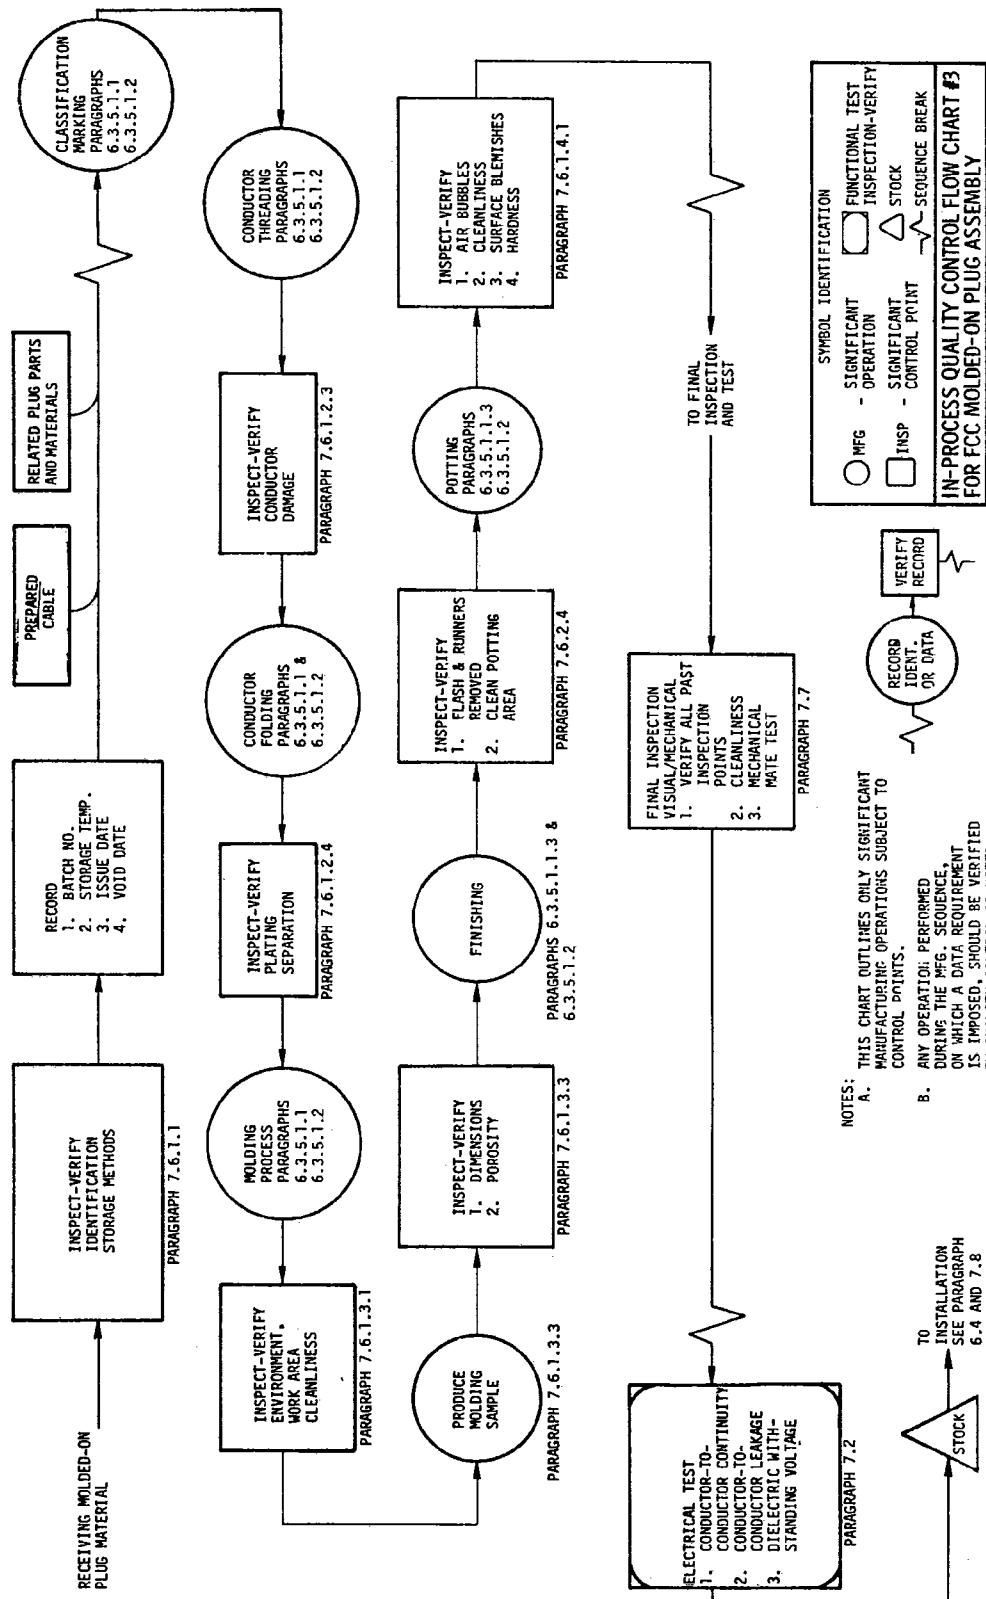 RECEIVING MOLDED-ON
PLUG MATERIAL
INSPECT-VERIFY
IDENTIFICATION
STORAGE METHODS
PARAGRAPH 7.6.1.1
RECORD
1. BATCH NO.
2. STORAGE TEMP.
3. ISSUE DATE
4. VOID DATE
PREPARED
CABLE
RELATED PLUG PARTS
AND MATERIALS
CLASSIFICATION
MARKING
PARAGRAPHS
6.3.5.1.1
6.3.5.1.2
CONDUCTOR
THREADING
PARAGRAPHS
6.3.5.1.1
6.3.5.1.2
INSPECT-VERIFY
CONDUCTOR
DAMAGE
PARAGRAPH 7.6.1.2.3
CONDUCTOR
FOLDING
PARAGRAPHS
6.3.5.1.1 &
6.3.5.1.2
INSPECT-VERIFY
PLATING
SEPARATION
PARAGRAPH 7.6.1.2.4
MOLDING
PROCESS
PARAGRAPHS
6.3.5.1.1
6.3.5.1.2
INSPECT-VERIFY
ENVIRONMENT,
WORK AREA
CLEANLINESS
PARAGRAPH 7.6.1.3.1
PRODUCE
MOLDING
SAMPLE
PARAGRAPH 7.6.1.3.3
INSPECT-VERIFY
1. DIMENSIONS
2. POROSITY
PARAGRAPH 7.6.1.3.3
FINISHING
PARAGRAPHS 6.3.5.1.1.3 &
6.3.5.1.2
INSPECT-VERIFY
1. FLASH & RUNNERS
REMOVED
2. CLEAN POTTING
AREA
PARAGRAPH 7.6.2.4
POTTING
PARAGRAPHS
6.3.5.1.1.3
6.3.5.1.2
INSPECT-VERIFY
1. AIR BUBBLES
2. CLEANLINESS
3. SURFACE BLEMISHES
4. HARDNESS
PARAGRAPH 7.6.1.4.1
TO FINAL
INSPECTION
AND TEST
FINAL INSPECTION
VISUAL/MECHANICAL
1. VERIFY ALL PAST
INSPECTION
POINTS
2. CLEANLINESS
3. MECHANICAL
MATE TEST
PARAGRAPH 7.7
ELECTRICAL TEST
1. CONDUCTOR-TO-
CONDUCTOR CONTINUITY
2. CONDUCTOR-TO-
CONDUCTOR LEAKAGE
3. DIELECTRIC WITH-
STANDING VOLTAGE
PARAGRAPH 7.2
STOCK
TO
INSTALLATION
SEE PARAGRAPH
6.4 AND 7.8
NOTES:
A. THIS CHART OUTLINES ONLY SIGNIFICANT
MANUFACTURING OPERATIONS SUBJECT TO
CONTROL POINTS.
B. ANY OPERATION PERFORMED
DURING THE MFG. SEQUENCE,
ON WHICH A DATA REQUIREMENT
IS IMPOSED, SHOULD BE VERIFIED
RECORD
IDENT.
OR DATA
VERIFY
RECORD
SYMBOL IDENTIFICATION
MFG - SIGNIFICANT
OPERATION
FUNCTIONAL TEST
INSPECTION-VERIFY
INSP - SIGNIFICANT
CONTROL POINT
STOCK
SEQUENCE BREAK
IN-PROCESS QUALITY CONTROL FLOW CHART #3
FOR FCC MOLDED-ON PLUG ASSEMBLY